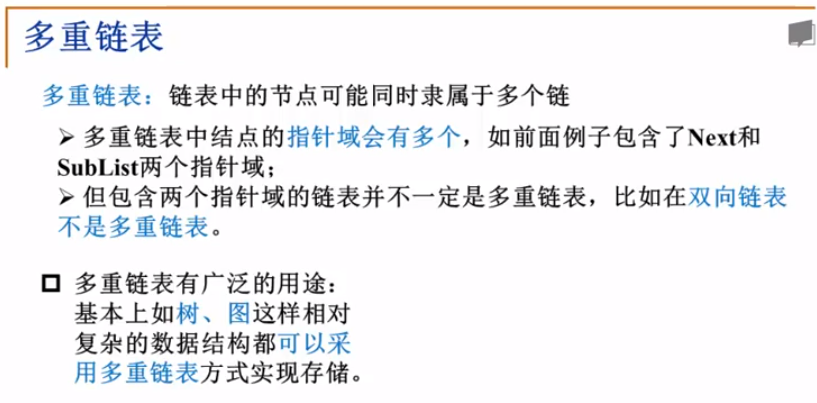 多重链表
多重链表：链表中的节点可能同时隶属于多个链
➢ 多重链表中结点的指针域会有多个，如前面例子包含了Next和
SubList两个指针域；
➢ 但包含两个指针域的链表并不一定是多重链表，比如在双向链表
不是多重链表。
多重链表有广泛的用途：
基本上如树、图这样相对
复杂的数据结构都可以采
用多重链表方式实现存储。